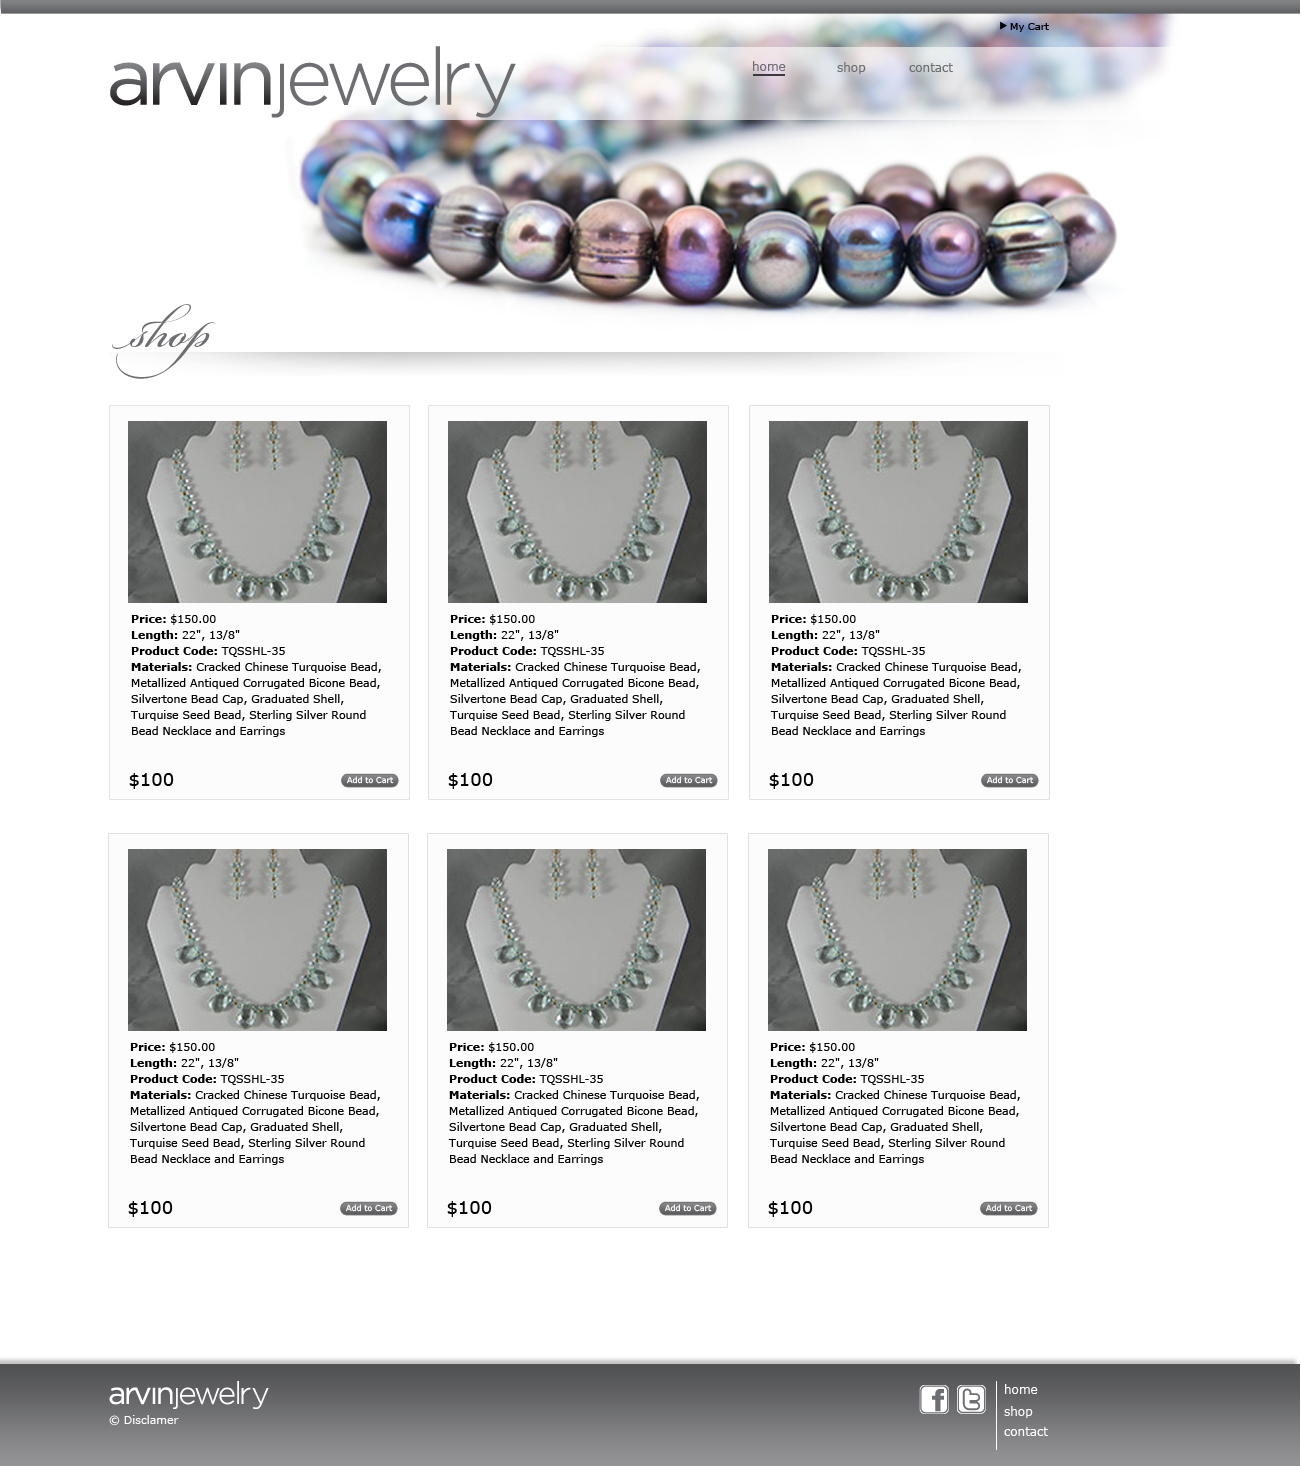 My Cart
arvinjewelry
home shop contact
shop
Price: $150.00
Length: 22", 13/8"
Product Code: TQSSHL-35
Materials: Cracked Chinese Turquoise Bead,
Metallized Antiqued Corrugated Bicone Bead,
Silvertone Bead Cap, Graduated Shell,
Turquise Seed Bead, Sterling Silver Round
Bead Necklace and Earrings
$100
Add to Cart
Price: $150.00
Length: 22", 13/8"
Product Code: TQSSHL-35
Materials: Cracked Chinese Turquoise Bead,
Metallized Antiqued Corrugated Bicone Bead,
Silvertone Bead Cap, Graduated Shell,
Turquise Seed Bead, Sterling Silver Round
Bead Necklace and Earrings
$100
Add to Cart
Price: $150.00
Length: 22", 13/8"
Product Code: TQSSHL-35
Materials: Cracked Chinese Turquoise Bead,
Metallized Antiqued Corrugated Bicone Bead,
Silvertone Bead Cap, Graduated Shell,
Turquise Seed Bead, Sterling Silver Round
Bead Necklace and Earrings
$100
Add to Cart
Price: $150.00
Length: 22", 13/8"
Product Code: TQSSHL-35
Materials: Cracked Chinese Turquoise Bead,
Metallized Antiqued Corrugated Bicone Bead,
Silvertone Bead Cap, Graduated Shell,
Turquise Seed Bead, Sterling Silver Round
Bead Necklace and Earrings
$100
Add to Cart
Price: $150.00
Length: 22", 13/8"
Product Code: TQSSHL-35
Materials: Cracked Chinese Turquoise Bead,
Metallized Antiqued Corrugated Bicone Bead,
Silvertone Bead Cap, Graduated Shell,
Turquise Seed Bead, Sterling Silver Round
Bead Necklace and Earrings
$100
Add to Cart
Price: $150.00
Length: 22", 13/8"
Product Code: TQSSHL-35
Materials: Cracked Chinese Turquoise Bead,
Metallized Antiqued Corrugated Bicone Bead,
Silvertone Bead Cap, Graduated Shell,
Turquise Seed Bead, Sterling Silver Round
Bead Necklace and Earrings
$100
Add to Cart
arvinjewelry
© Disclamer
home
shop
contact